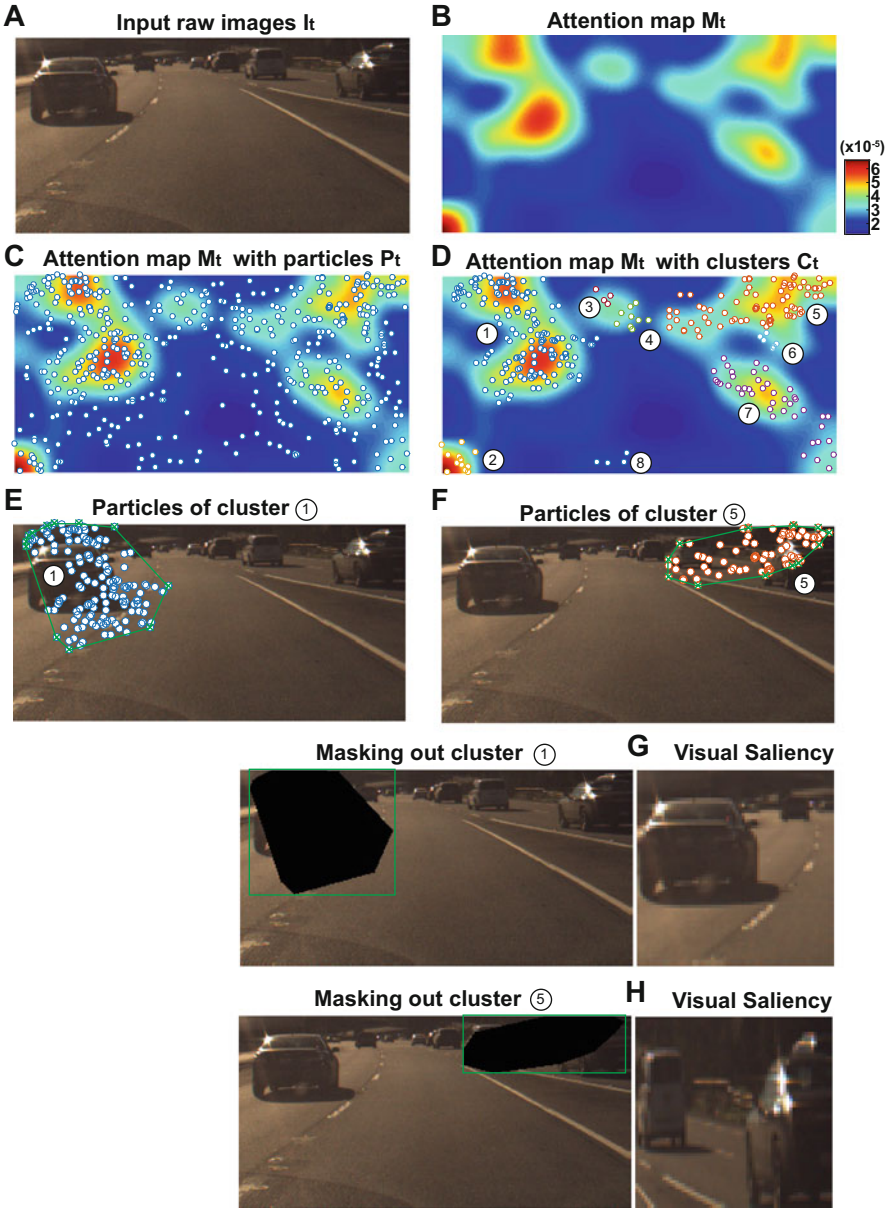 A
Input raw images It
B
Attention map Mt
(x10-5)
6
5
4
3
2
C
Attention map Mt with particles Pt
D
Attention map Mt with clusters Ct
1
2
3
4
5
6
7
8
E
Particles of cluster 1
1
F
Particles of cluster 5
5
Masking out cluster 1
G
Visual Saliency
Masking out cluster 5
H
Visual Saliency